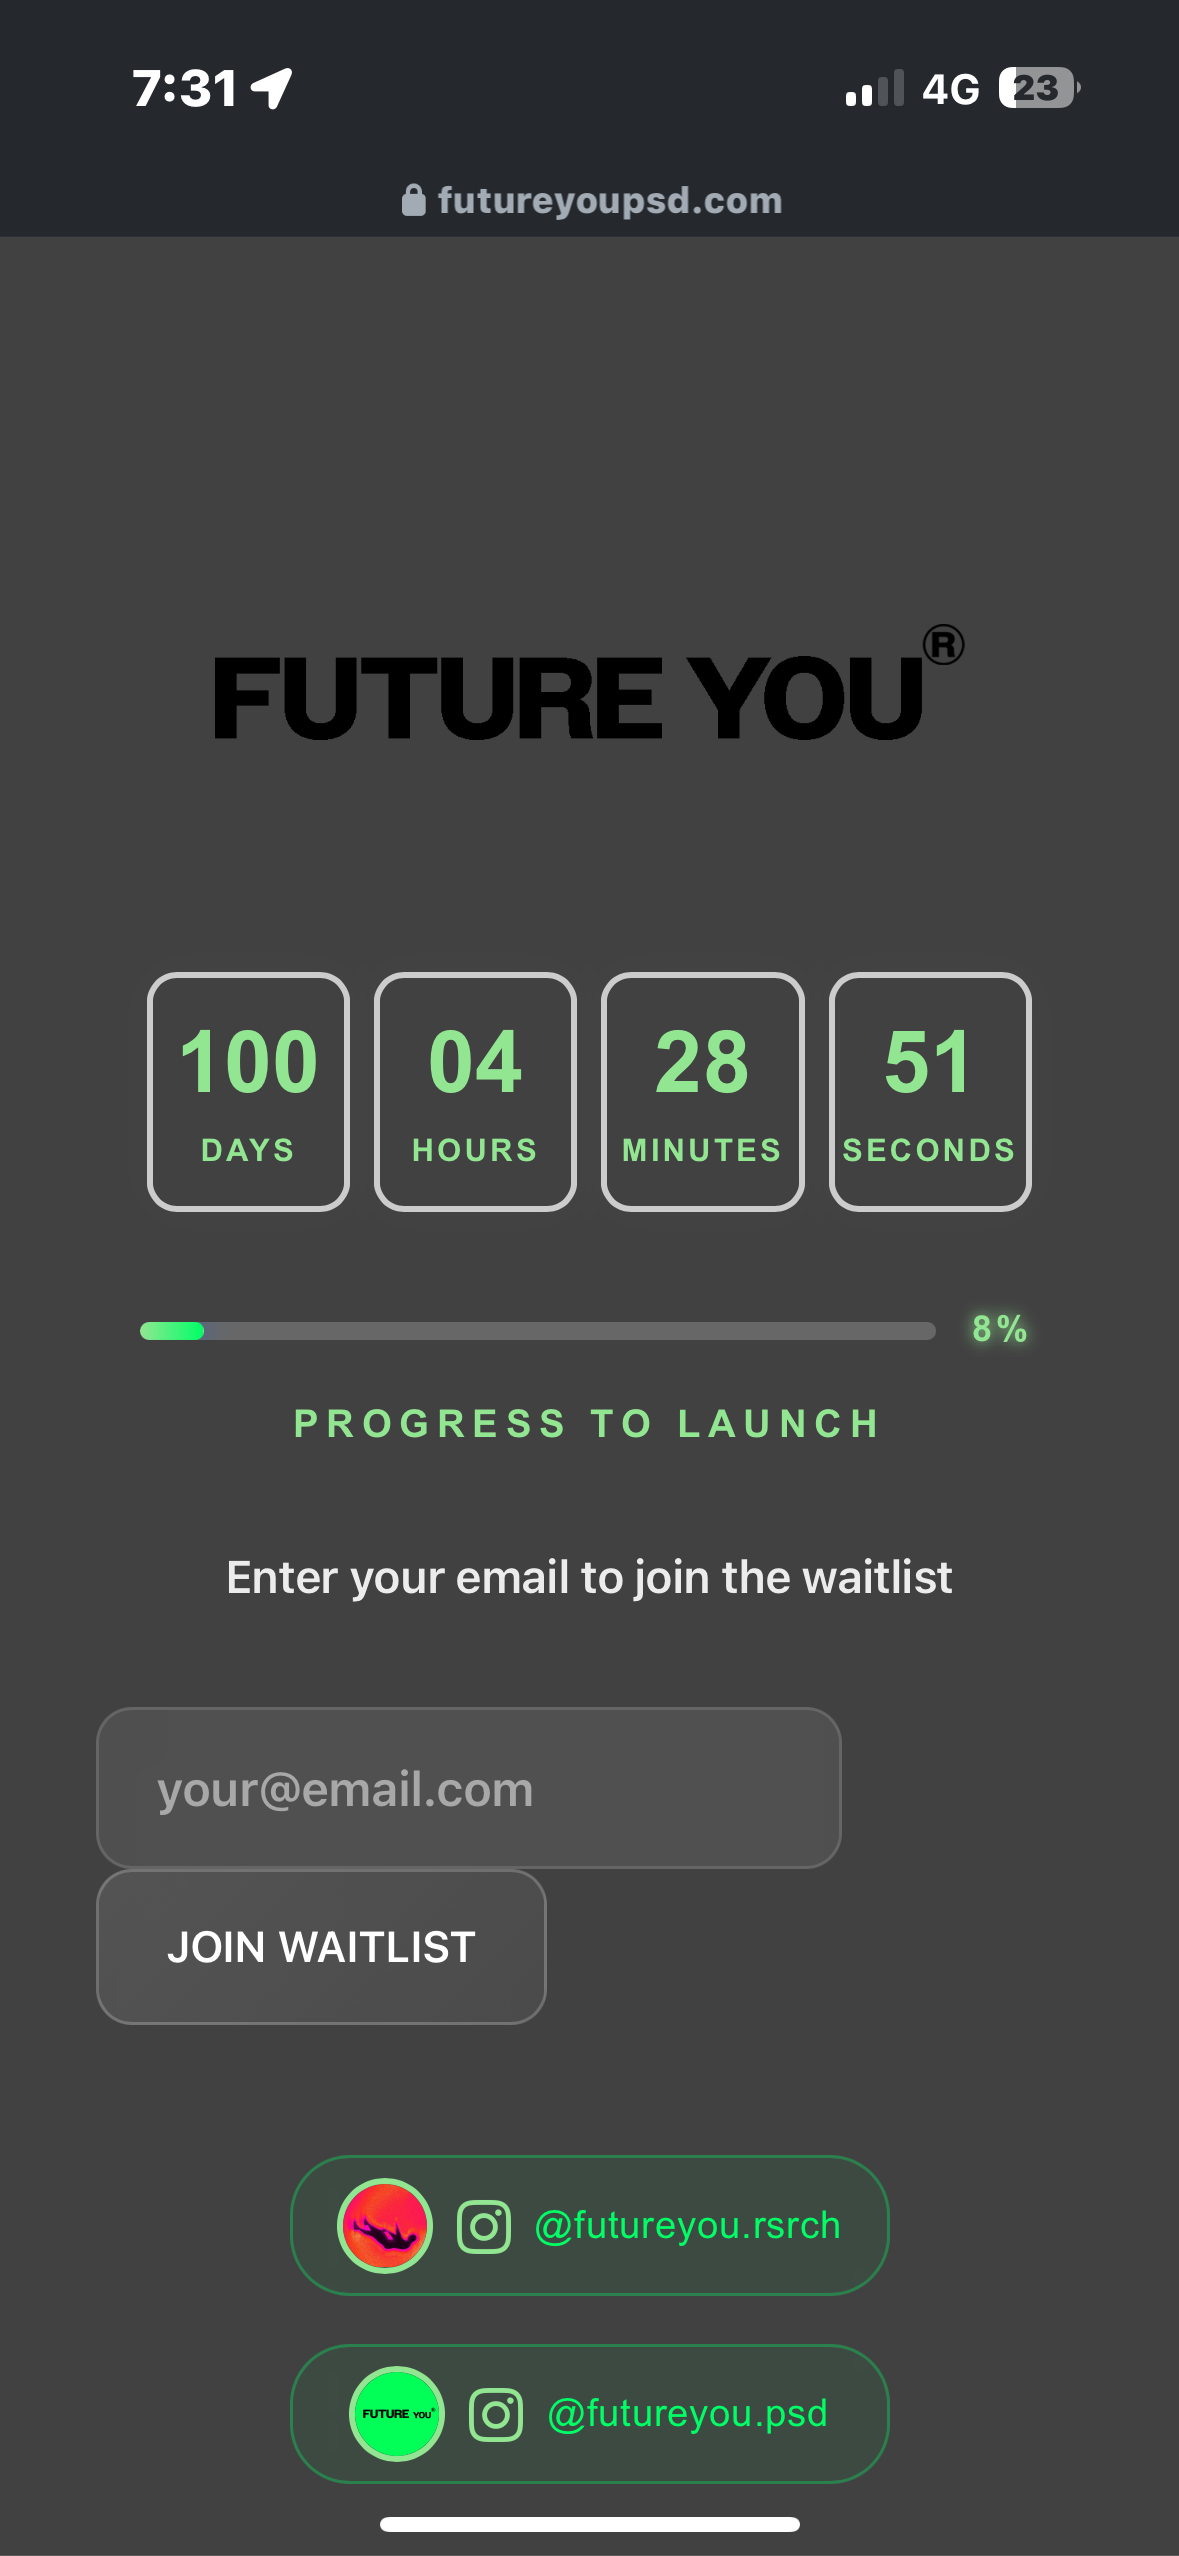 7:31 4G 23
futureyoupsd.com
FUTURE YOU®
100 04 28 51
DAYS HOURS MINUTES SECONDS
8%
PROGRESS TO LAUNCH
Enter your email to join the waitlist
your@email.com
JOIN WAITLIST
@futureyou.rsrch
FUTURE YOU® @futureyou.psd